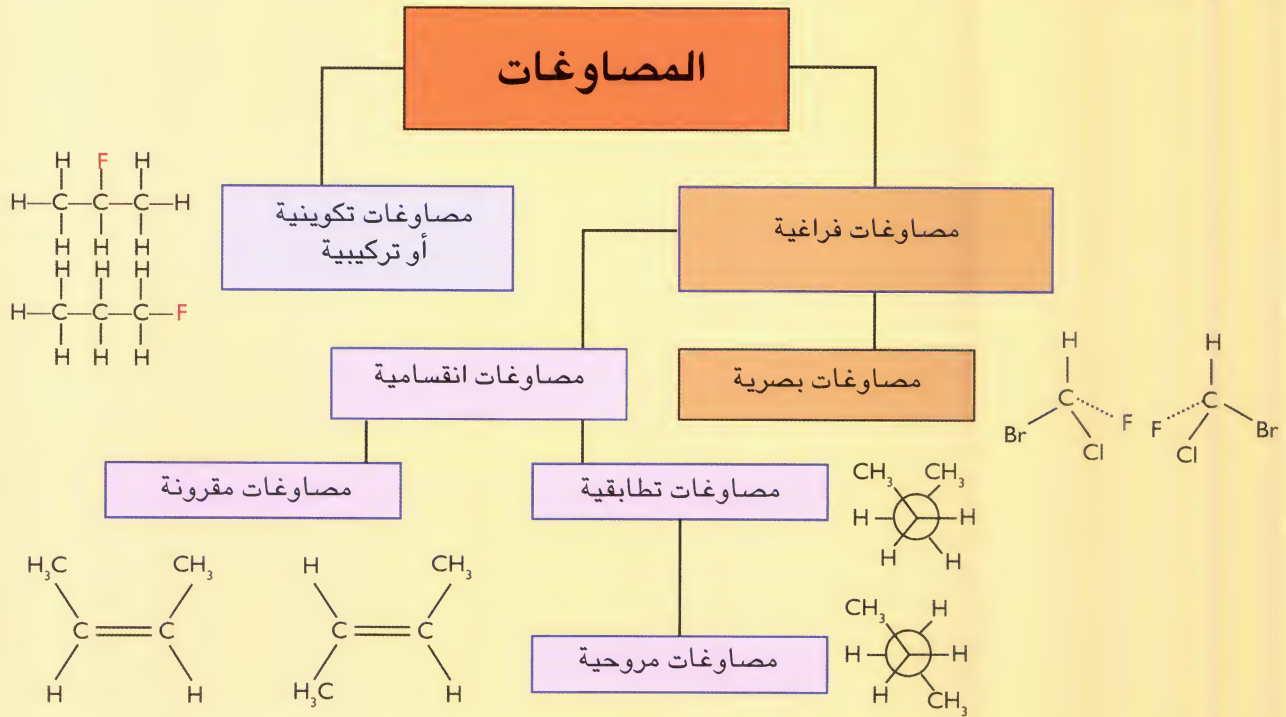 المصاوغات
مصاوغات تكوينية
أو تركيبية
مصاوغات فراغية
مصاوغات انقسامية
مصاوغات بصرية
مصاوغات مقرونة
مصاوغات تطابقية
مصاوغات مروحية
H F H
H—C—C—C—H
H H H
H H H
H—C—C—C—F
H H H
H
C
Br
F
Cl
H
C
F
Br
Cl
CH₃ CH₃
H H
H H
CH₃ H
H H
H CH₃
H₃C CH₃
C=C
H H
H CH₃
C=C
H₃C H